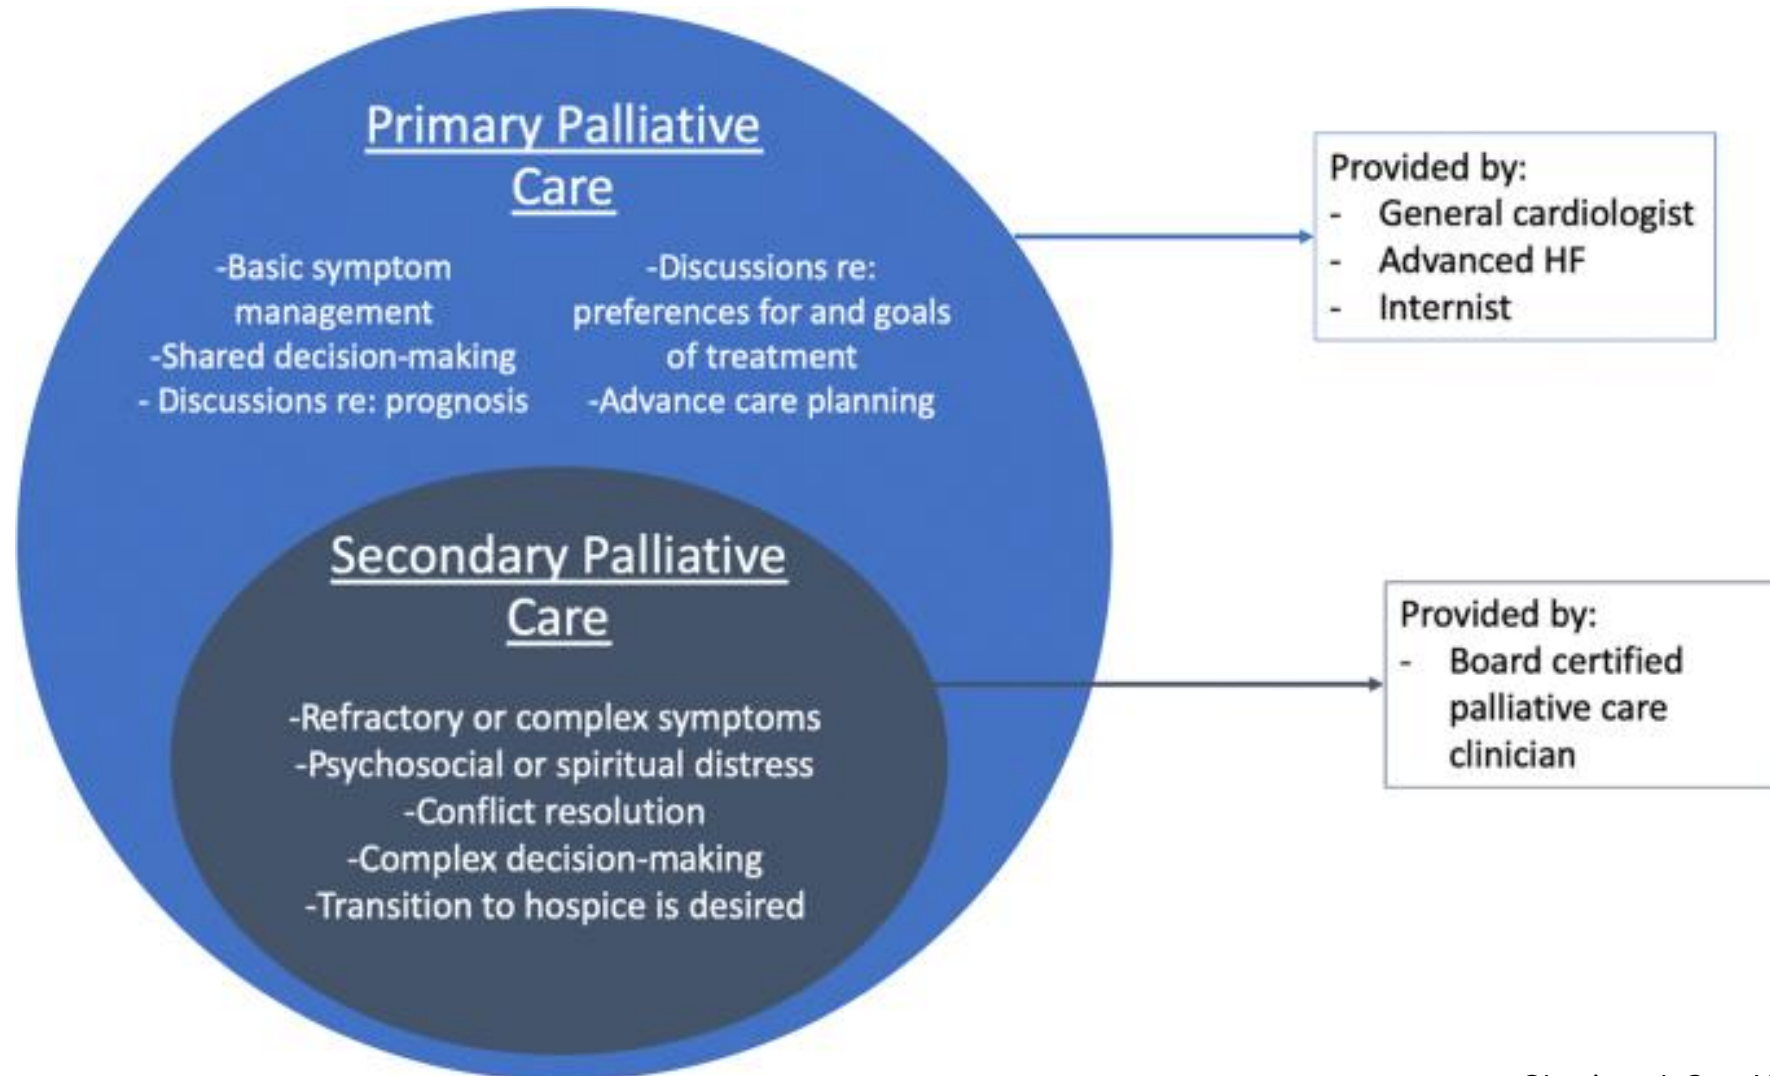 Primary Palliative
Care
-Basic symptom
management
-Shared decision-making
- Discussions re: prognosis
-Discussions re:
preferences for and goals
of treatment
-Advance care planning
Provided by:
- General cardiologist
- Advanced HF
- Internist
Secondary Palliative
Care
-Refractory or complex symptoms
-Psychosocial or spiritual distress
-Conflict resolution
-Complex decision-making
-Transition to hospice is desired
Provided by:
- Board certified
palliative care
clinician